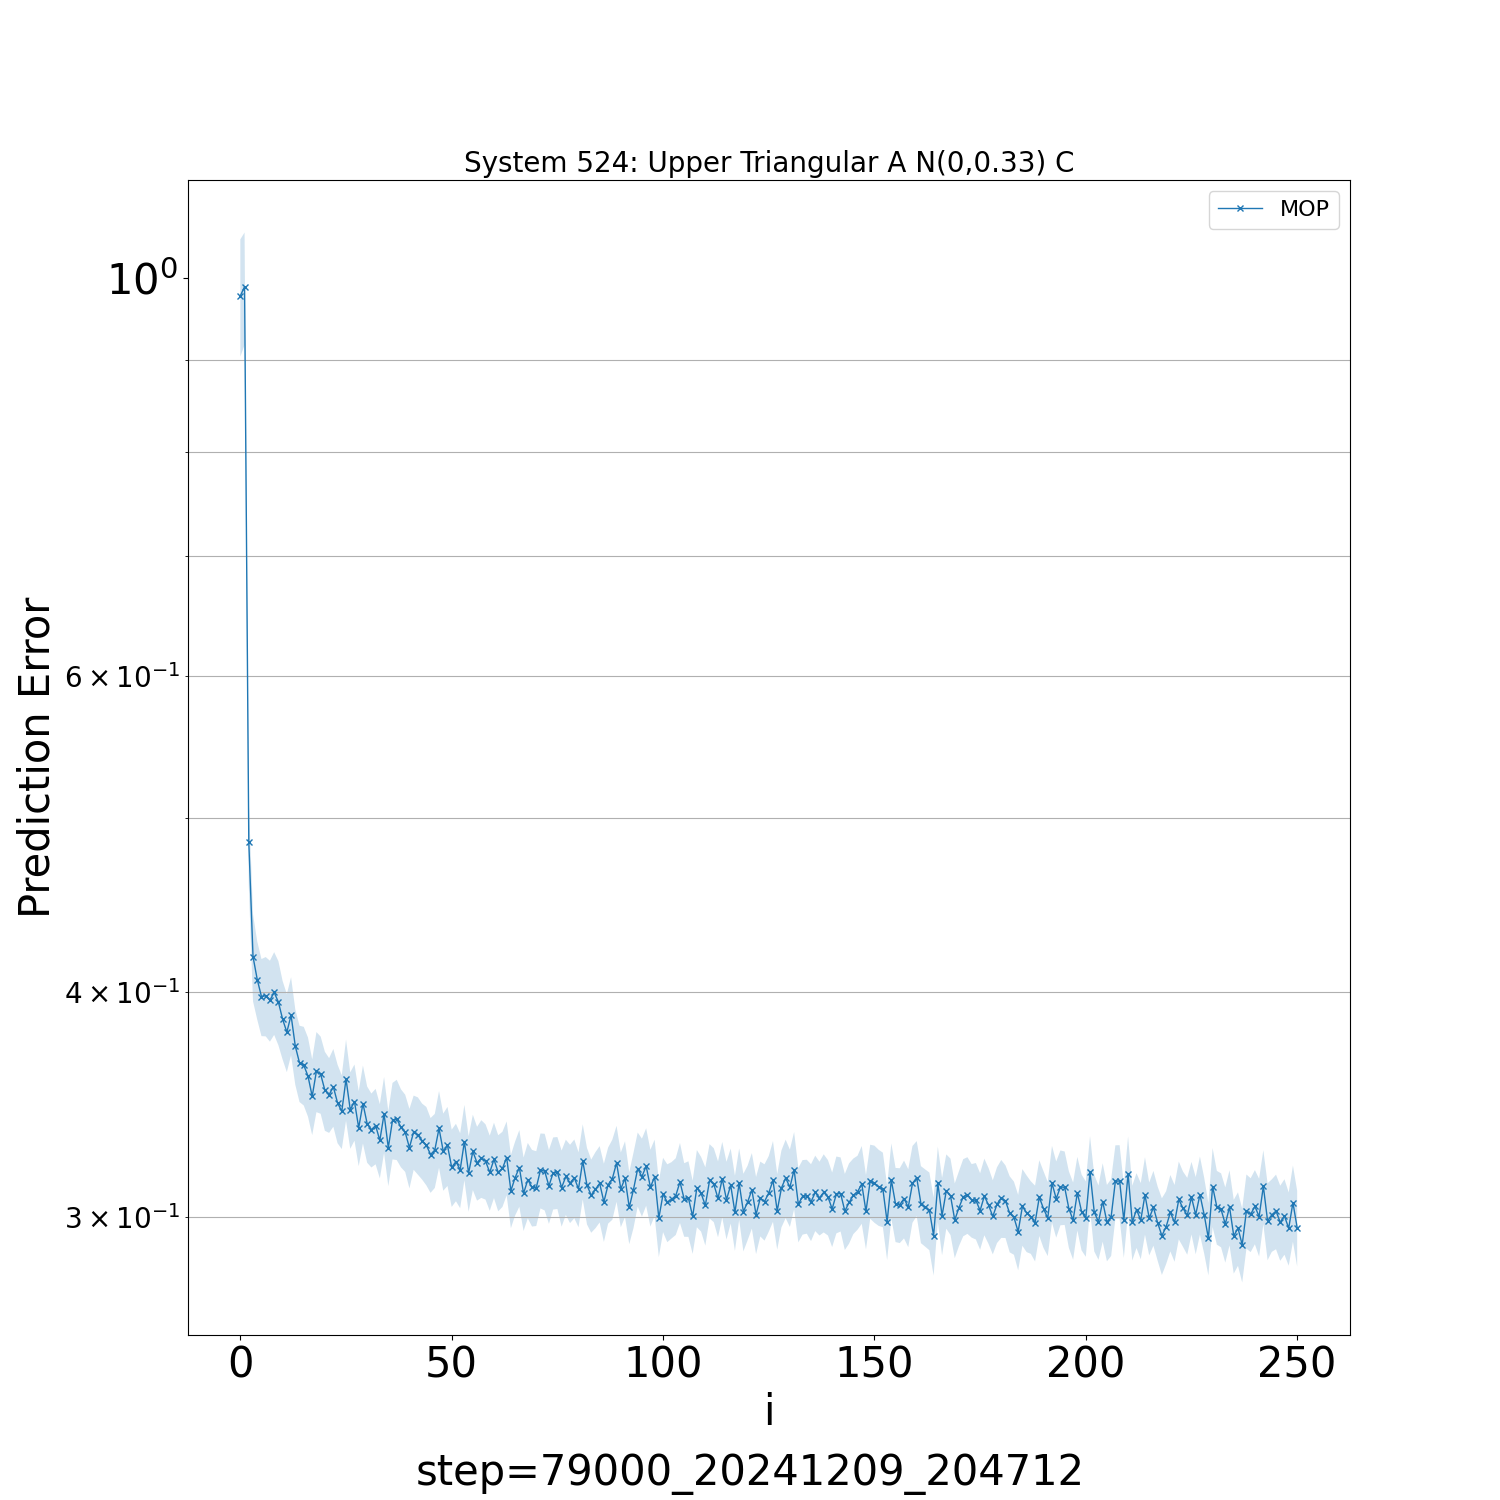 System 524: Upper Triangular A N(0,0.33) C
MOP
10⁰
6 × 10⁻¹
4 × 10⁻¹
3 × 10⁻¹
Prediction Error
0 50 100 150 200 250
i
step=79000_20241209_204712